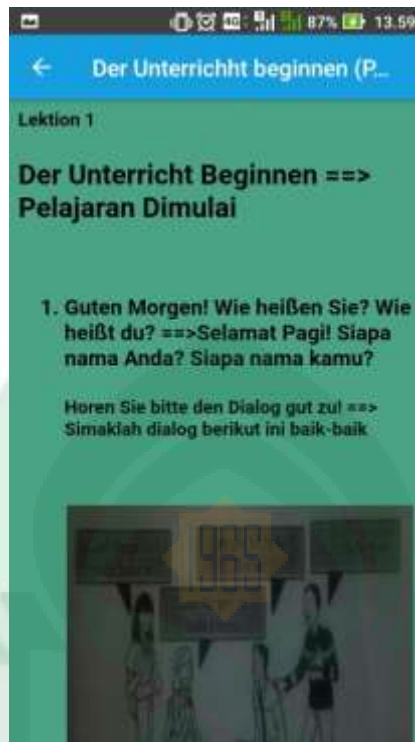 4G 87% 13.59
Der Unterrichht beginnen (P...
Lektion 1
Der Unterricht Beginnen ==>
Pelajaran Dimulai
1. Guten Morgen! Wie heißen Sie? Wie
heißt du? ==>Selamat Pagi! Siapa
nama Anda? Siapa nama kamu?
Horen Sie bitte den Dialog gut zu! ==>
Simaklah dialog berikut ini baik-baik